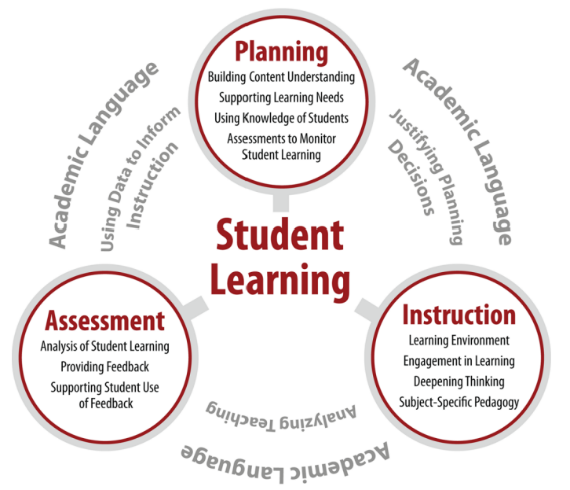 Planning
Building Content Understanding
Supporting Learning Needs
Using Knowledge of Students
Assessments to Monitor
Student Learning
Academic Language
Using Data to Inform
Instruction
Academic Language
Justifying Planning
Decisions
Student
Learning
Assessment
Analysis of Student Learning
Providing Feedback
Supporting Student Use
of Feedback
Instruction
Learning Environment
Engagement in Learning
Deepening Thinking
Subject-Specific Pedagogy
Analyzing Teaching
Academic Language